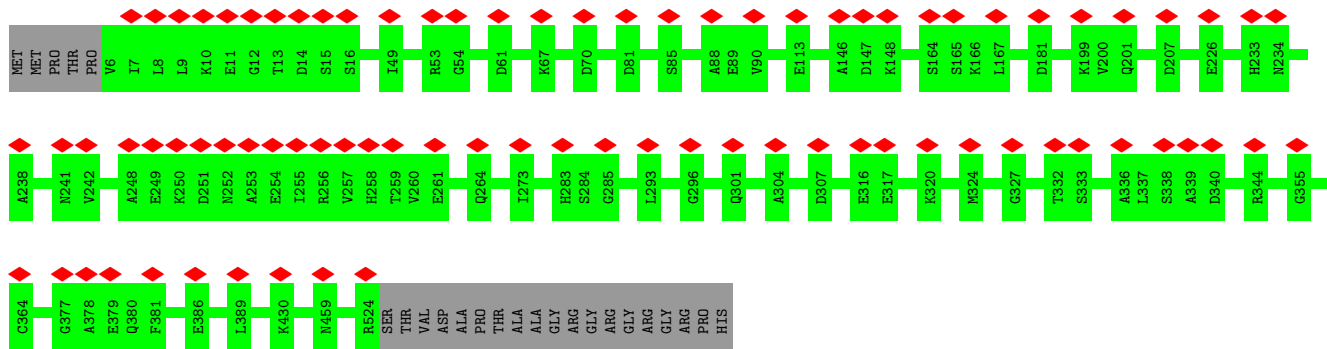 MET MET PRO THR PRO V6 I7 L8 L9 K10 E11 G12 T13 D14 S15 S16 I49 R53 G54 D61 K67 D70 D81 S85 A88 E89 V90 E113 A146 D147 K148 S164 S165 K166 L167 D181 K199 V200 Q201 D207 E226 H233 N234
A238 N241 V242 A248 E249 K250 D251 N252 A253 E254 I255 R256 V257 H258 T259 V260 E261 Q264 I273 H283 S284 G285 L293 G296 Q301 A304 D307 E316 E317 K320 M324 G327 T332 S333 A336 L337 S338 A339 D340 R344 G355
C364 G377 A378 E379 Q380 F381 E386 L389 K430 N459 R524 SER THR VAL ASP ALA PRO THR ALA ALA GLY ARG GLY ARG GLY ARG GLY ARG PRO HIS